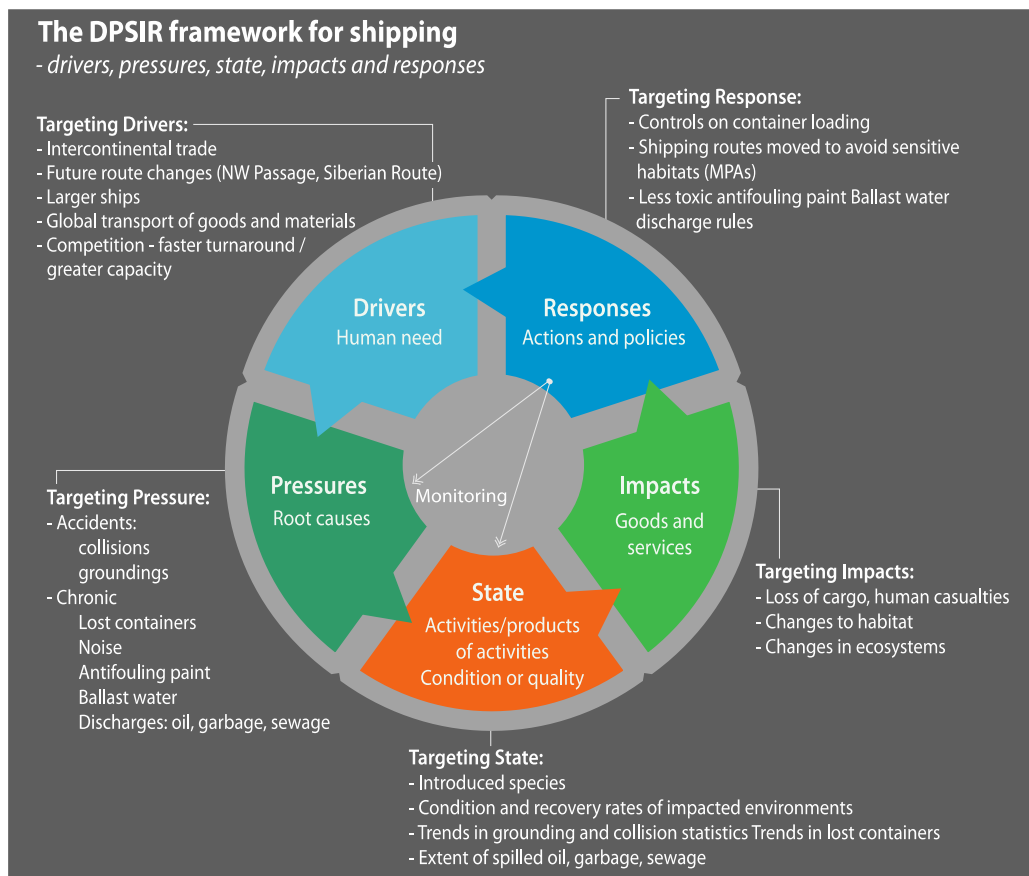 The DPSIR framework for shipping
- drivers, pressures, state, impacts and responses
Targeting Drivers:
- Intercontinental trade
- Future route changes (NW Passage, Siberian Route)
- Larger ships
- Global transport of goods and materials
- Competition - faster turnaround /
greater capacity
Targeting Response:
- Controls on container loading
- Shipping routes moved to avoid sensitive
habitats (MPAs)
- Less toxic antifouling paint Ballast water
discharge rules
Drivers
Human need
Responses
Actions and policies
Pressures
Root causes
Monitoring
Impacts
Goods and
services
State
Activities/products
of activities
Condition or quality
Targeting Pressure:
- Accidents:
collisions
groundings
- Chronic
Lost containers
Noise
Antifouling paint
Ballast water
Discharges: oil, garbage, sewage
Targeting Impacts:
- Loss of cargo, human casualties
- Changes to habitat
- Changes in ecosystems
Targeting State:
- Introduced species
- Condition and recovery rates of impacted environments
- Trends in grounding and collision statistics Trends in lost containers
- Extent of spilled oil, garbage, sewage